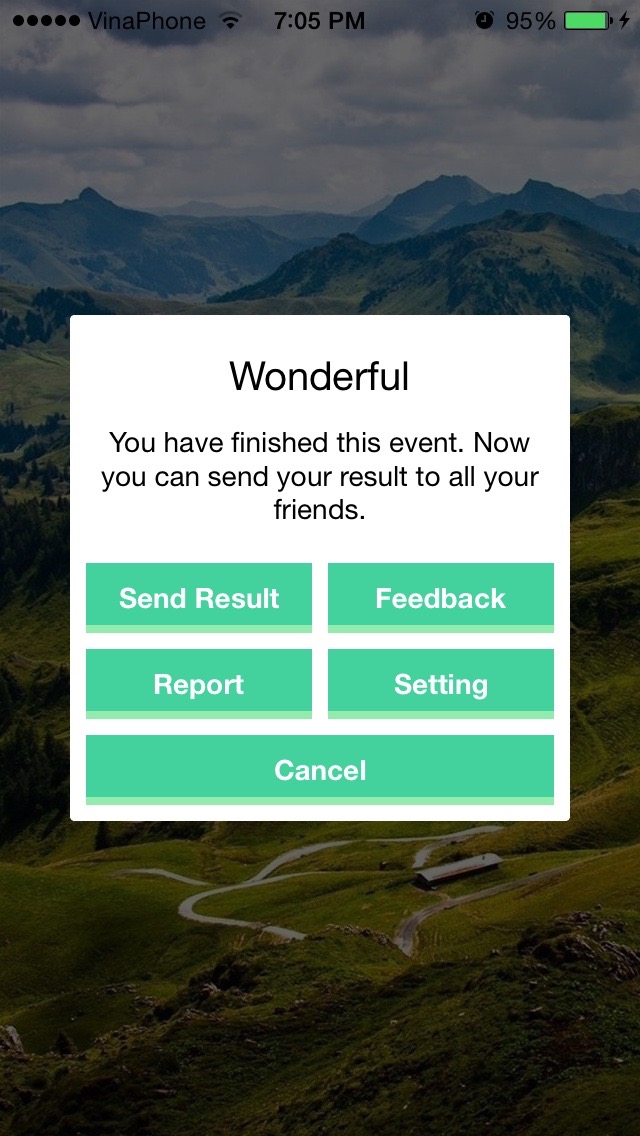 VinaPhone 7:05 PM 95%
Wonderful
You have finished this event. Now
you can send your result to all your
friends.
Send Result Feedback
Report Setting
Cancel